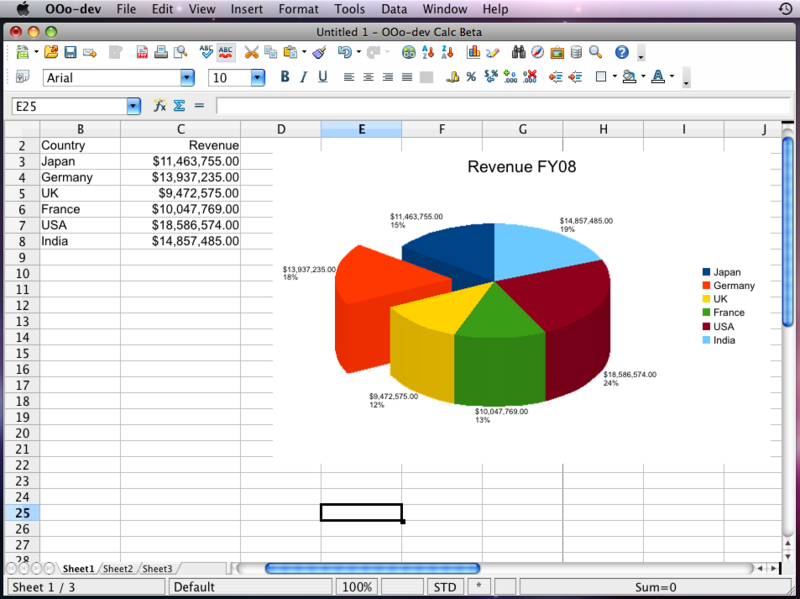 OOo-dev File Edit View Insert Format Tools Data Window Help
Untitled 1 - OOo-dev Calc Beta
Arial 10 B I U
E25
B C D E F G H I J
2 Country Revenue
3 Japan $11,463,755.00
4 Germany $13,937,235.00
5 UK $9,472,575.00
6 France $10,047,769.00
7 USA $18,586,574.00
8 India $14,857,485.00
9
10
11
12
13
14
15
16
17
18
19
20
21
22
23
24
25
26
27
28
Revenue FY08
$11,463,755.00
15%
$14,857,485.00
19%
$13,937,235.00
18%
$18,586,574.00
24%
$9,472,575.00
12%
$10,047,769.00
13%
Japan
Germany
UK
France
USA
India
Sheet1 Sheet2 Sheet3
Sheet 1 / 3 Default 100% STD * Sum=0